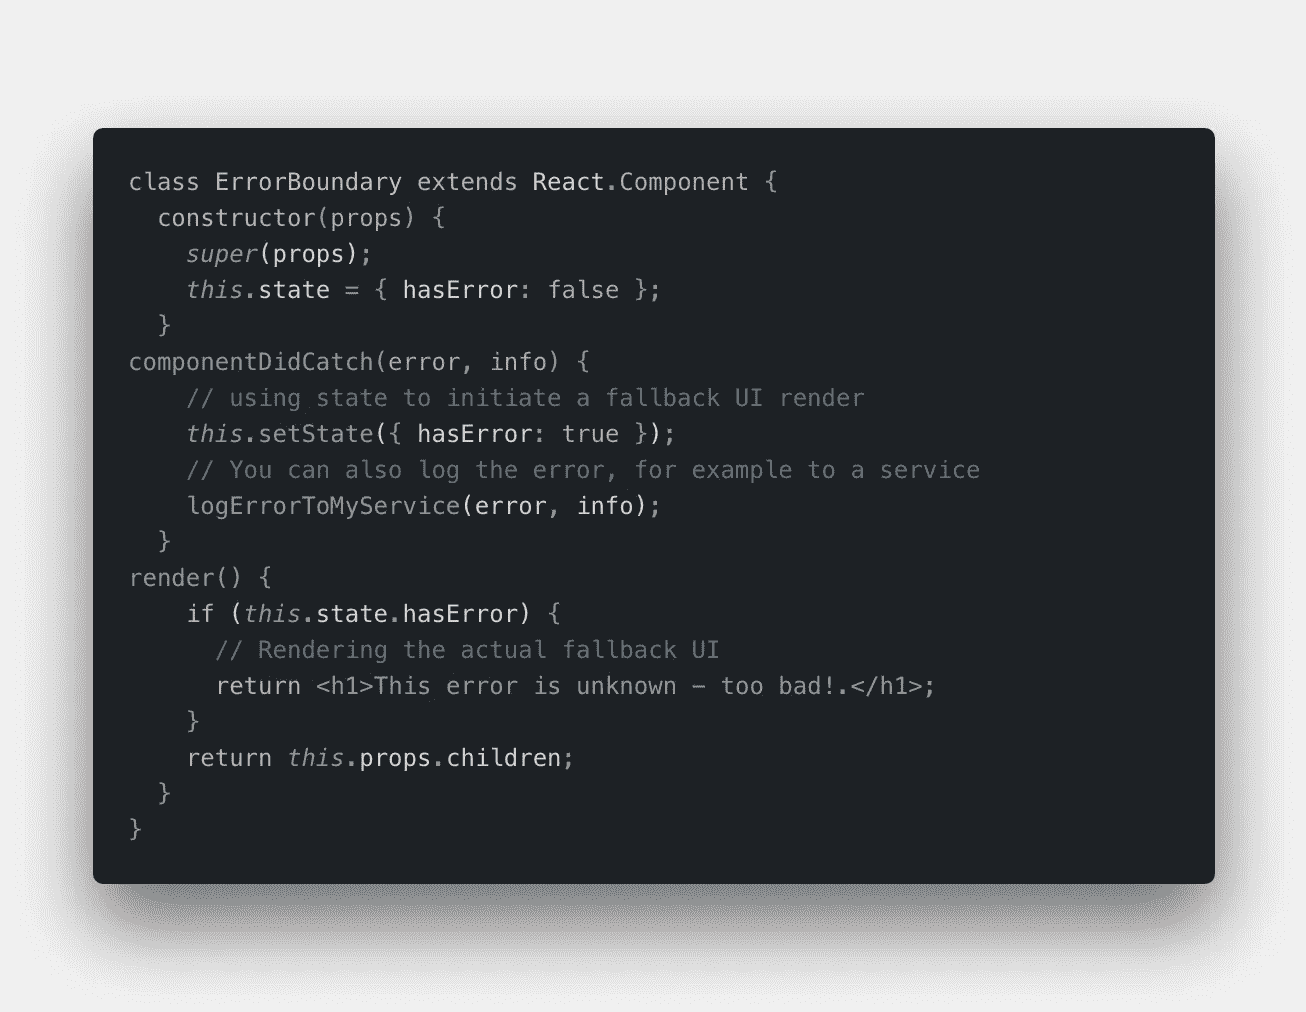 class ErrorBoundary extends React.Component {
  constructor(props) {
    super(props);
    this.state = { hasError: false };
  }
componentDidCatch(error, info) {
    // using state to initiate a fallback UI render
    this.setState({ hasError: true });
    // You can also log the error, for example to a service
    logErrorToMyService(error, info);
  }
render() {
    if (this.state.hasError) {
      // Rendering the actual fallback UI
      return <h1>This error is unknown – too bad!.</h1>;
    }
    return this.props.children;
  }
}